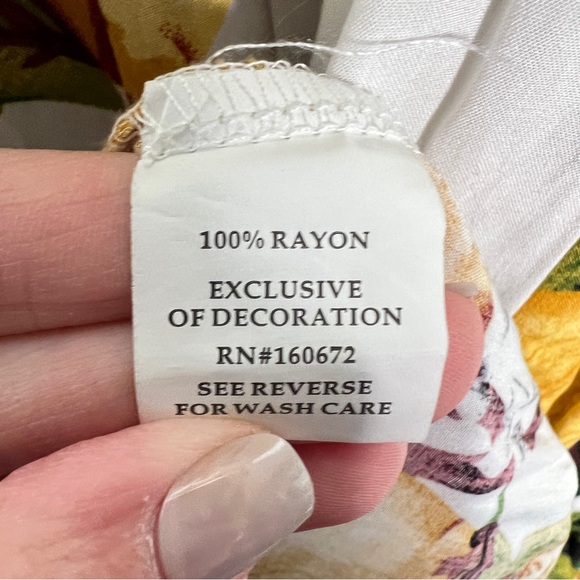 100% RAYON
EXCLUSIVE
OF DECORATION
RN#160672
SEE REVERSE
FOR WASH CARE